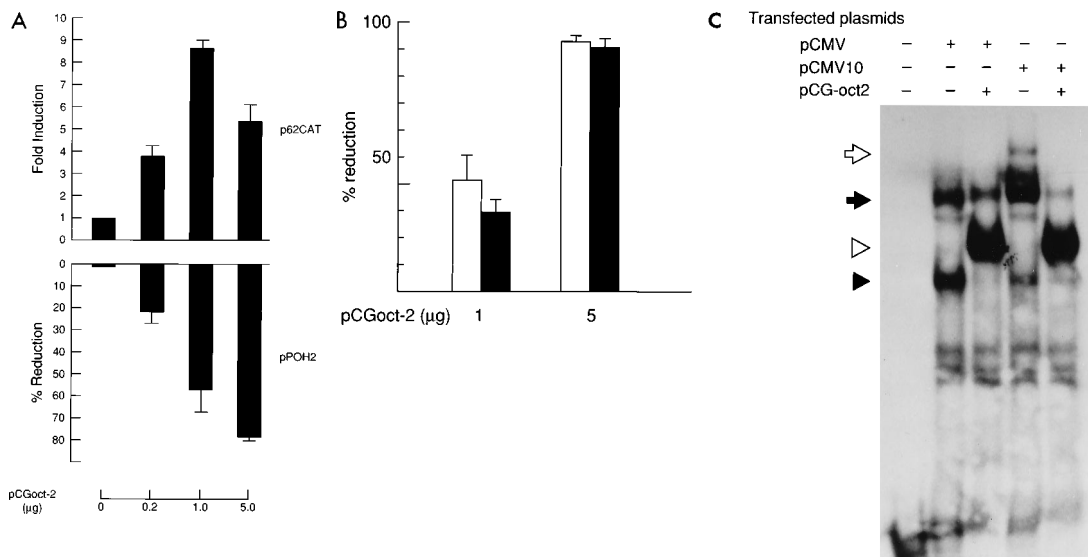 A
10
9
8
7
6
5
4
3
2
1
0
Fold Induction
p62CAT
0
10
20
30
40
50
60
70
80
% Reduction
pPOH2
pCGoct-2
(μg)
0 0.2 1.0 5.0
B
100
50
% reduction
pCGoct-2 (μg) 1 5
C Transfected plasmids
pCMV − + + − −
pCMV10 − − − + +
pCG-oct2 − − + − +